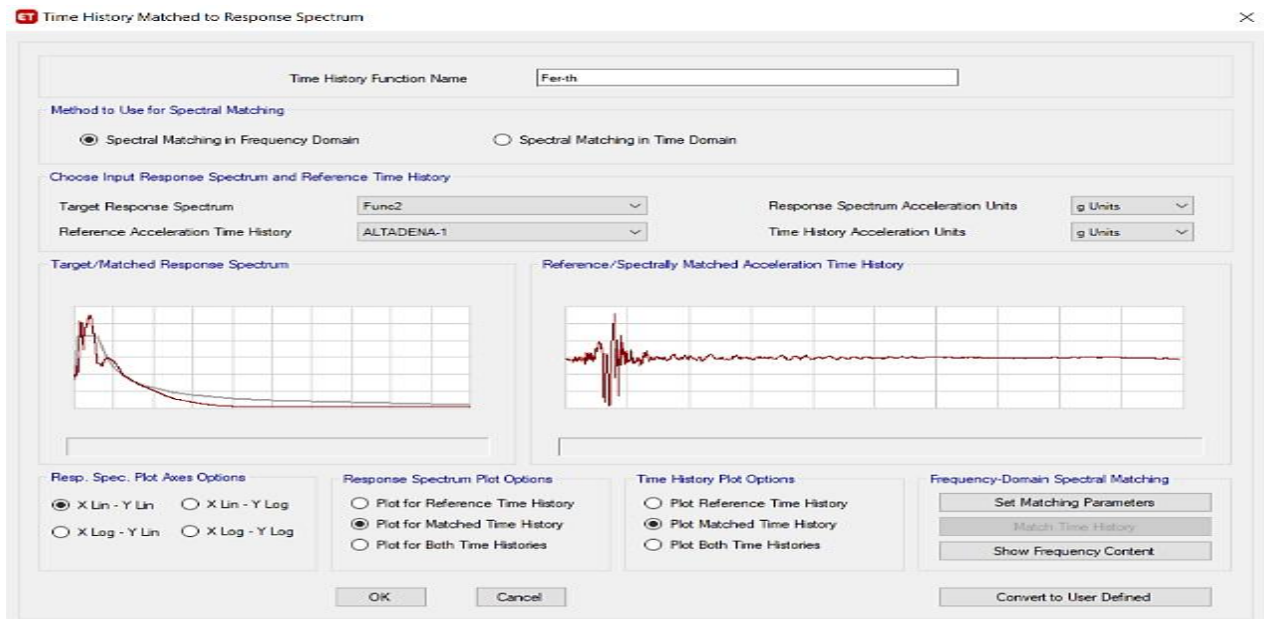 ET Time History Matched to Response Spectrum
Time History Function Name Fer-th
Method to Use for Spectral Matching
Spectral Matching in Frequency Domain Spectral Matching in Time Domain
Choose Input Response Spectrum and Reference Time History
Target Response Spectrum Func2 Response Spectrum Acceleration Units g Units
Reference Acceleration Time History ALTADENA-1 Time History Acceleration Units g Units
Target/Matched Response Spectrum Reference/Spectrally Matched Acceleration Time History
Resp. Spec. Plot Axes Options Response Spectrum Plot Options Time History Plot Options Frequency-Domain Spectral Matching
X Lin - Y Lin X Lin - Y Log Plot for Reference Time History Plot Reference Time History Set Matching Parameters
X Log - Y Lin X Log - Y Log Plot for Matched Time History Plot Matched Time History Match Time History
Plot for Both Time Histories Plot Both Time Histories Show Frequency Content
OK Cancel Convert to User Defined